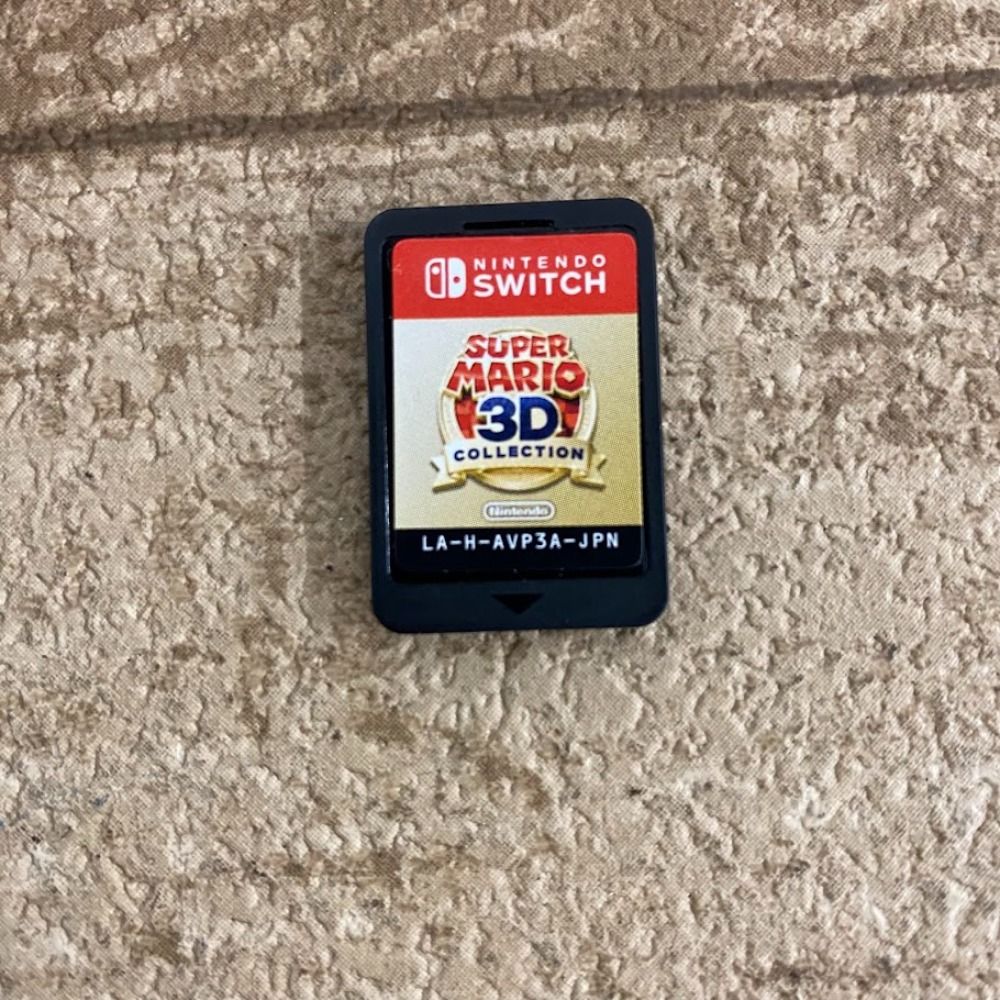 NINTENDO
SWITCH
SUPER
MARIO
3D
COLLECTION
Nintendo
LA-H-AVP3A-JPN